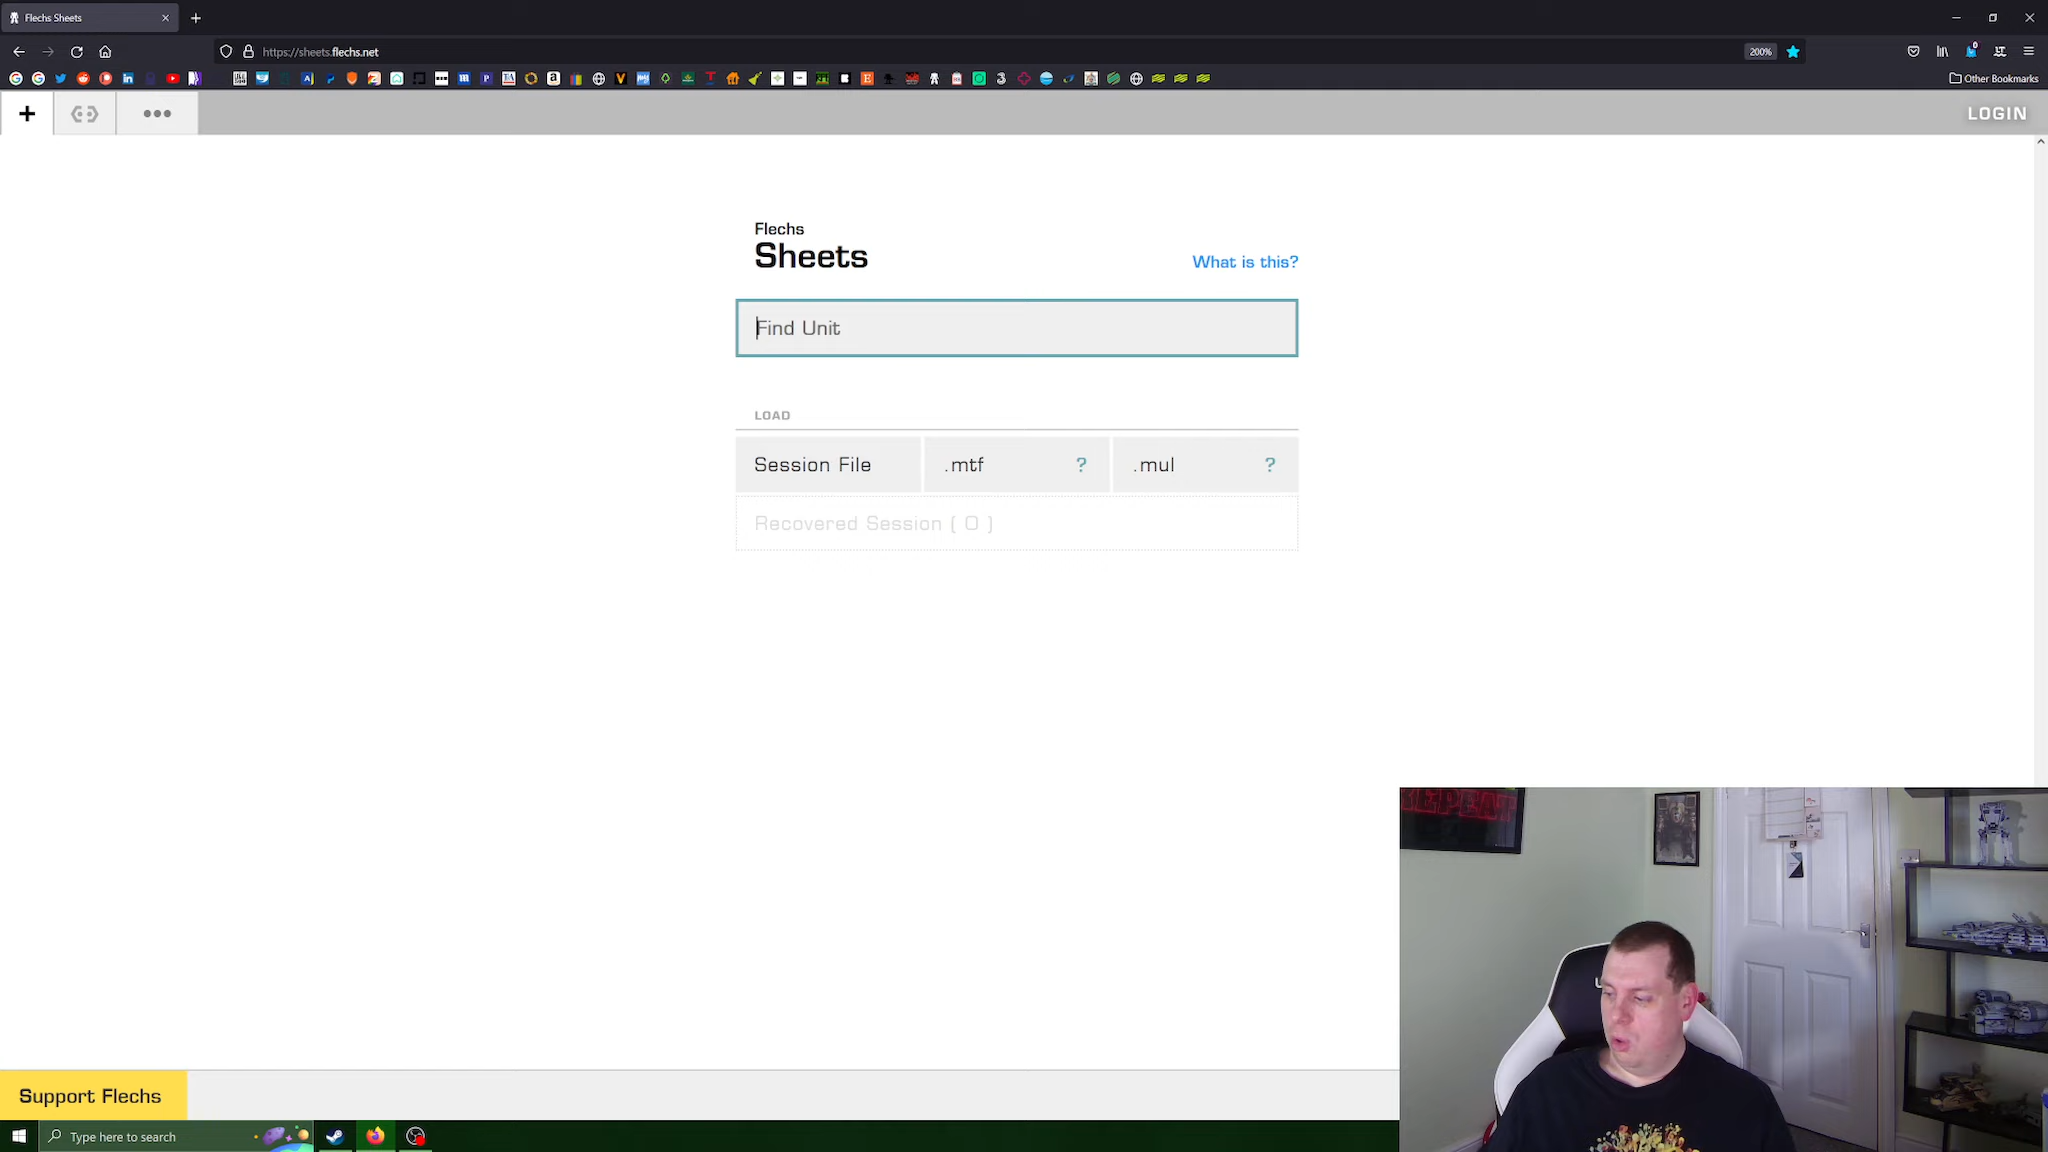 Flechs Sheets
https://sheets.flechs.net
200%
Other Bookmarks
LOGIN
Flechs
Sheets
What is this?
Find Unit
LOAD
Session File
.mtf
?
.mul
?
Recovered Session ( 0 )
REPEAT
Support Flechs
Type here to search